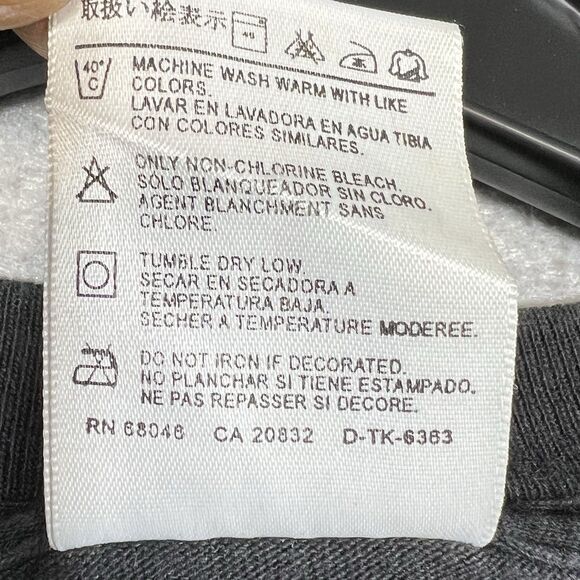 取扱い絵表示 40
40° C MACHINE WASH WARM WITH LIKE
COLORS.
LAVAR EN LAVADORA EN AGUA TIBIA
CON COLORES SIMILARES.
ONLY NON-CHLORINE BLEACH.
SOLO BLANQUEADOR SIN CLORO.
AGENT BLANCHMENT SANS
CHLORE.
TUMBLE DRY LOW.
SECAR EN SECADORA A
TEMPERATURA BAJA.
SECHER A TEMPERATURE MODEREE.
DO NOT IRON IF DECORATED.
NO PLANCHAR SI TIENE ESTAMPADO.
NE PAS REPASSER SI DECORE.
RN 68046 CA 20832 D-TK-6363